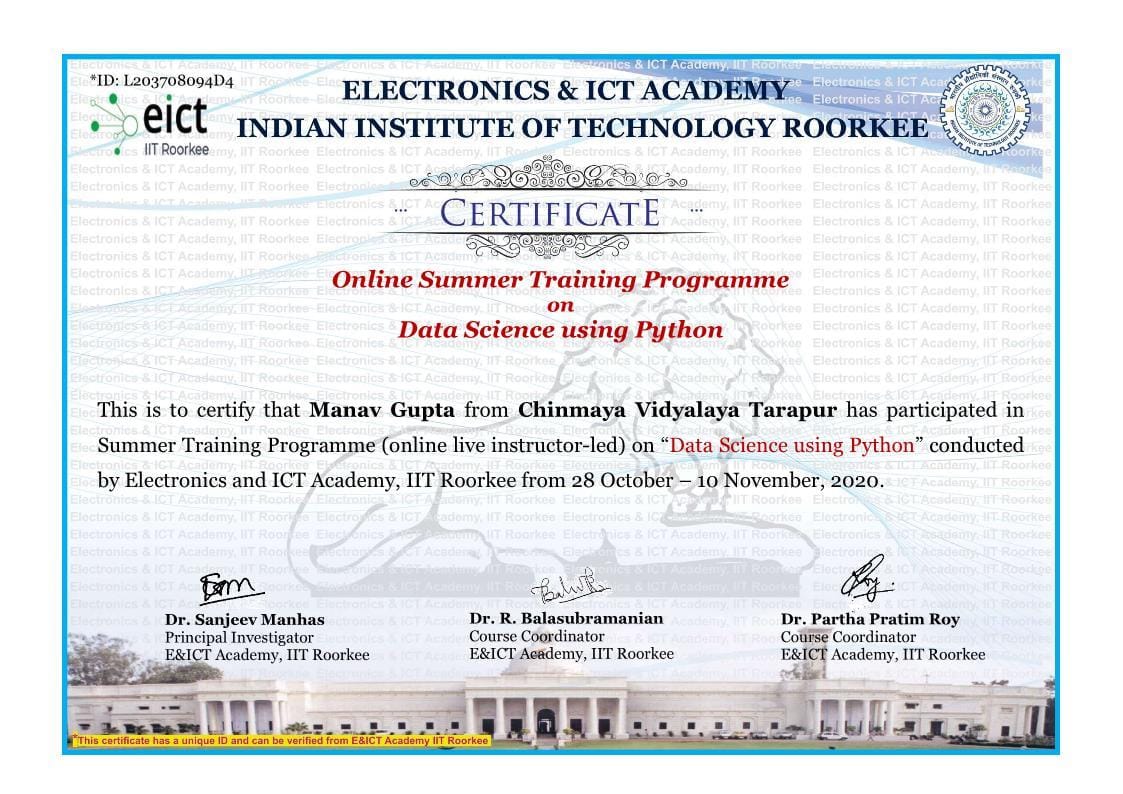 *ID: L203708094D4
eict
IIT Roorkee
ELECTRONICS & ICT ACADEMY
INDIAN INSTITUTE OF TECHNOLOGY ROORKEE
... CERTIFICATE ...
Online Summer Training Programme
on
Data Science using Python
This is to certify that Manav Gupta from Chinmaya Vidyalaya Tarapur has participated in
Summer Training Programme (online live instructor-led) on “Data Science using Python” conducted
by Electronics and ICT Academy, IIT Roorkee from 28 October – 10 November, 2020.
Dr. Sanjeev Manhas
Principal Investigator
E&ICT Academy, IIT Roorkee
Dr. R. Balasubramanian
Course Coordinator
E&ICT Academy, IIT Roorkee
Dr. Partha Pratim Roy
Course Coordinator
E&ICT Academy, IIT Roorkee
*This certificate has a unique ID and can be verified from E&ICT Academy IIT Roorkee